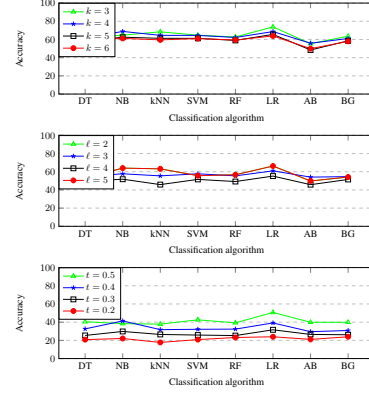 100
80
60
40
20
0
Accuracy
k = 3
k = 4
k = 5
k = 6
DT NB kNN SVM RF LR AB BG
Classification algorithm
100
80
60
40
20
0
Accuracy
ℓ = 2
ℓ = 3
ℓ = 4
ℓ = 5
DT NB kNN SVM RF LR AB BG
Classification algorithm
100
80
60
40
20
0
Accuracy
t = 0.5
t = 0.4
t = 0.3
t = 0.2
DT NB kNN SVM RF LR AB BG
Classification algorithm